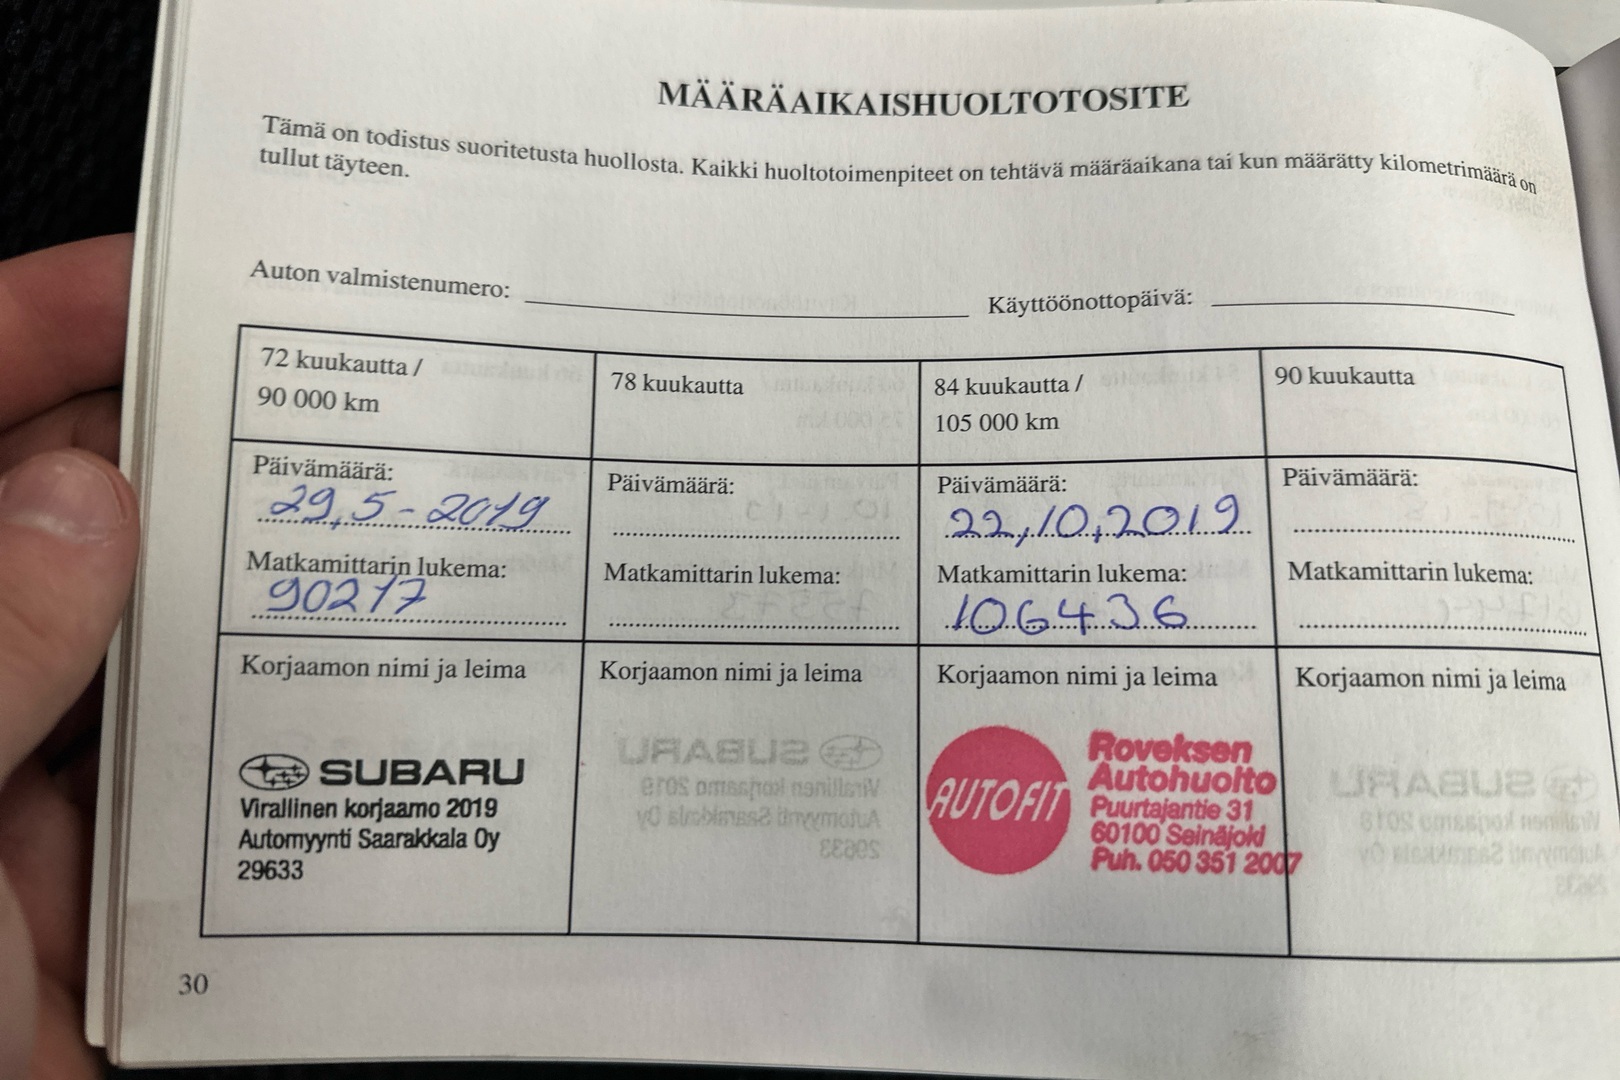 MÄÄRÄAIKAISHUOLTOTOSITE
Tämä on todistus suoritetusta huollosta. Kaikki huoltotoimenpiteet on tehtävä määräaikana tai kun määrätty kilometrimäärä on
tullut täyteen.
Auton valmistenumero:
Käyttöönottopäivä:
72 kuukautta /
90 000 km
78 kuukautta
84 kuukautta /
105 000 km
90 kuukautta
Päivämäärä:
29,5-2019
Päivämäärä:
Päivämäärä:
22,10,2019
Päivämäärä:
Matkamittarin lukema:
90217
Matkamittarin lukema:
Matkamittarin lukema:
106436
Matkamittarin lukema:
Korjaamon nimi ja leima
SUBARU
Virallinen korjaamo 2019
Automyynti Saarakkala Oy
29633
Korjaamon nimi ja leima
Korjaamon nimi ja leima
AUTOFIT
Roveksen
Autohuolto
Puurtajantie 31
60100 Seinäjoki
Puh. 050 351 2007
Korjaamon nimi ja leima
30